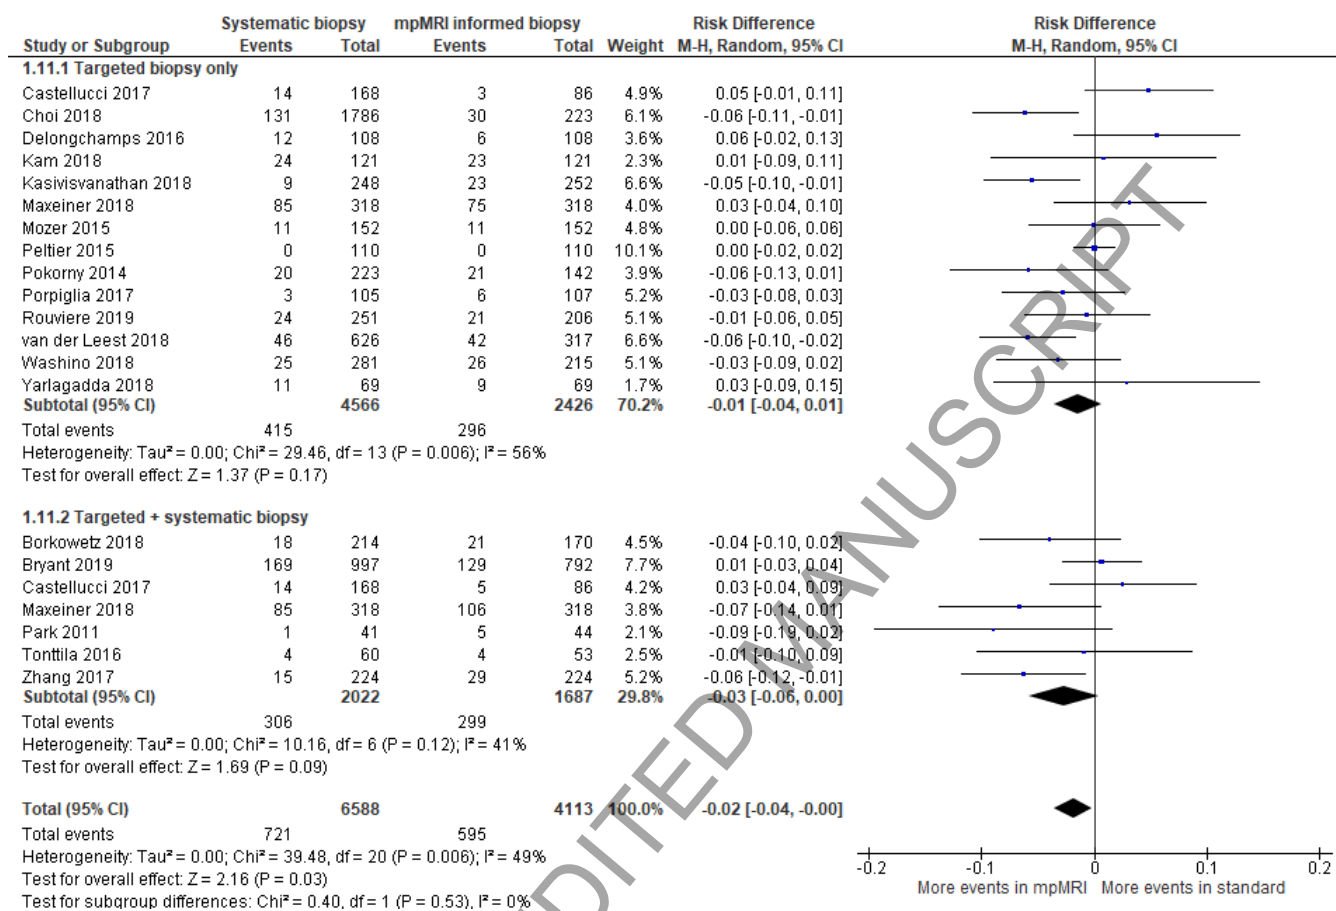 Systematic biopsy mpMRI informed biopsy Risk Difference Risk Difference
Study or Subgroup Events Total Events Total Weight M-H, Random, 95% CI M-H, Random, 95% CI
1.11.1 Targeted biopsy only
Castellucci 2017 14 168 3 86 4.9% 0.05 [-0.01, 0.11]
Choi 2018 131 1786 30 223 6.1% -0.06 [-0.11, -0.01]
Delongchamps 2016 12 108 6 108 3.6% 0.06 [-0.02, 0.13]
Kam 2018 24 121 23 121 2.3% 0.01 [-0.09, 0.11]
Kasivisvanathan 2018 9 248 23 252 6.6% -0.05 [-0.10, -0.01]
Maxeiner 2018 85 318 75 318 4.0% 0.03 [-0.04, 0.10]
Mozer 2015 11 152 11 152 4.8% 0.00 [-0.06, 0.06]
Peltier 2015 0 110 0 110 10.1% 0.00 [-0.02, 0.02]
Pokorny 2014 20 223 21 142 3.9% -0.06 [-0.13, 0.01]
Porpiglia 2017 3 105 6 107 5.2% -0.03 [-0.08, 0.03]
Rouviere 2019 24 251 21 206 5.1% -0.01 [-0.06, 0.05]
van der Leest 2018 46 626 42 317 6.6% -0.06 [-0.10, -0.02]
Washino 2018 25 281 26 215 5.1% -0.03 [-0.09, 0.02]
Yarlagadda 2018 11 69 9 69 1.7% 0.03 [-0.09, 0.15]
Subtotal (95% CI) 4566 2426 70.2% -0.01 [-0.04, 0.01]
Total events 415 296
Heterogeneity: Tau² = 0.00; Chi² = 29.46, df = 13 (P = 0.006); I² = 56%
Test for overall effect: Z = 1.37 (P = 0.17)
1.11.2 Targeted + systematic biopsy
Borkowetz 2018 18 214 21 170 4.5% -0.04 [-0.10, 0.02]
Bryant 2019 169 997 129 792 7.7% 0.01 [-0.03, 0.04]
Castellucci 2017 14 168 5 86 4.2% 0.03 [-0.04, 0.09]
Maxeiner 2018 85 318 106 318 3.8% -0.07 [-0.14, 0.01]
Park 2011 1 41 5 44 2.1% -0.09 [-0.19, 0.02]
Tonttila 2016 4 60 4 53 2.5% -0.01 [-0.10, 0.09]
Zhang 2017 15 224 29 224 5.2% -0.06 [-0.12, -0.01]
Subtotal (95% CI) 2022 1687 29.8% -0.03 [-0.06, 0.00]
Total events 306 299
Heterogeneity: Tau² = 0.00; Chi² = 10.16, df = 6 (P = 0.12); I² = 41%
Test for overall effect: Z = 1.69 (P = 0.09)
Total (95% CI) 6588 4113 100.0% -0.02 [-0.04, -0.00]
Total events 721 595
Heterogeneity: Tau² = 0.00; Chi² = 39.48, df = 20 (P = 0.006); I² = 49%
Test for overall effect: Z = 2.16 (P = 0.03)
Test for subgroup differences: Chi² = 0.40, df = 1 (P = 0.53), I² = 0%
-0.2 -0.1 0 0.1 0.2
More events in mpMRI More events in standard
DITED MANUSCRIPT